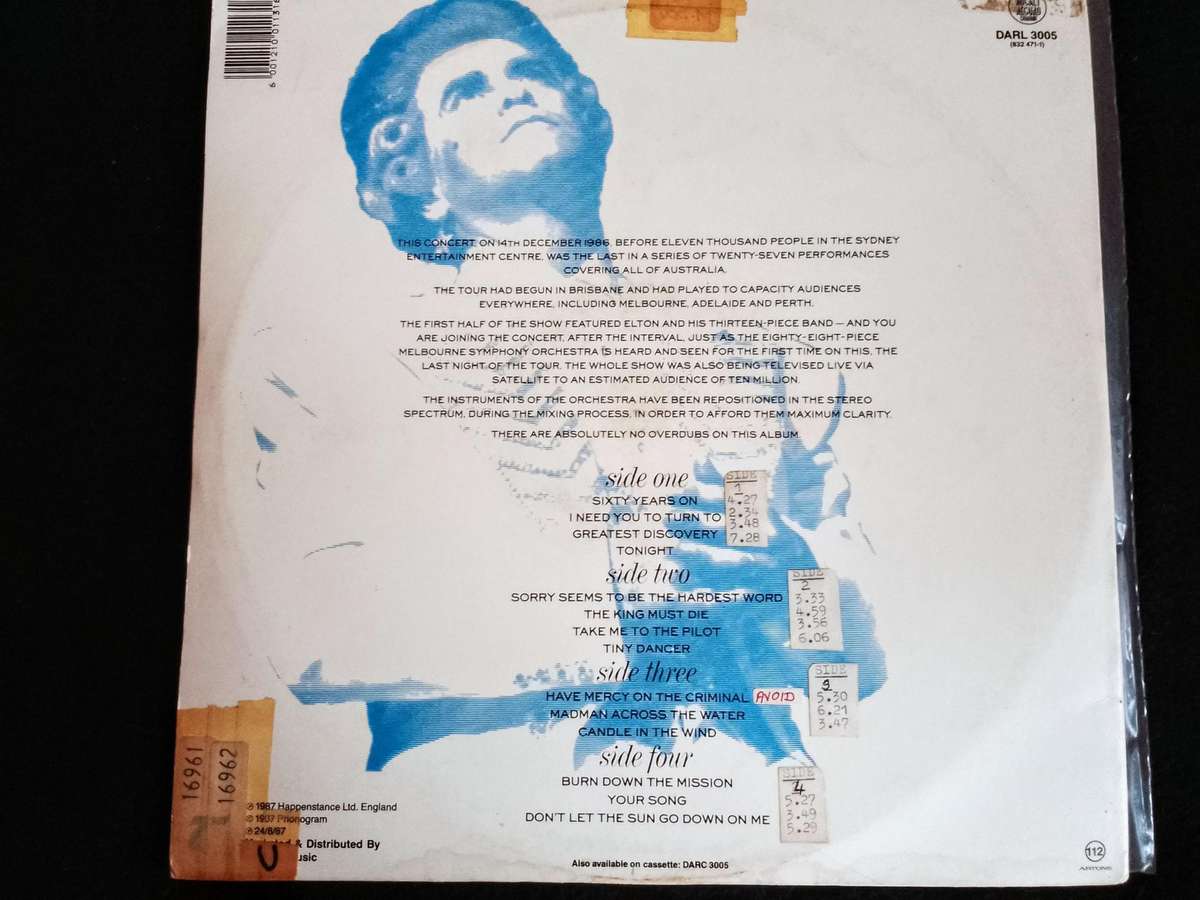 6 001210 011316
DARL 3005
(832 471-1)
THIS CONCERT, ON 14TH DECEMBER 1986, BEFORE ELEVEN THOUSAND PEOPLE IN THE SYDNEY
ENTERTAINMENT CENTRE, WAS THE LAST IN A SERIES OF TWENTY-SEVEN PERFORMANCES
COVERING ALL OF AUSTRALIA.
THE TOUR HAD BEGUN IN BRISBANE AND HAD PLAYED TO CAPACITY AUDIENCES
EVERYWHERE, INCLUDING MELBOURNE, ADELAIDE AND PERTH.
THE FIRST HALF OF THE SHOW FEATURED ELTON AND HIS THIRTEEN-PIECE BAND — AND YOU
ARE JOINING THE CONCERT, AFTER THE INTERVAL, JUST AS THE EIGHTY-EIGHT-PIECE
MELBOURNE SYMPHONY ORCHESTRA IS HEARD AND SEEN FOR THE FIRST TIME ON THIS, THE
LAST NIGHT OF THE TOUR. THE WHOLE SHOW WAS ALSO BEING TELEVISED LIVE VIA
SATELLITE TO AN ESTIMATED AUDIENCE OF TEN MILLION.
THE INSTRUMENTS OF THE ORCHESTRA HAVE BEEN REPOSITIONED IN THE STEREO
SPECTRUM, DURING THE MIXING PROCESS, IN ORDER TO AFFORD THEM MAXIMUM CLARITY.
THERE ARE ABSOLUTELY NO OVERDUBS ON THIS ALBUM.
side one
SIDE
1
SIXTY YEARS ON 4.27
I NEED YOU TO TURN TO 2.34
GREATEST DISCOVERY 3.48
TONIGHT 7.28
side two
SIDE
2
SORRY SEEMS TO BE THE HARDEST WORD 3.33
THE KING MUST DIE 4.59
TAKE ME TO THE PILOT 3.56
TINY DANCER 6.06
side three
SIDE
3
HAVE MERCY ON THE CRIMINAL AVOID 5.30
MADMAN ACROSS THE WATER 6.21
CANDLE IN THE WIND 3.47
side four
SIDE
4
BURN DOWN THE MISSION 5.27
YOUR SONG 3.49
DON'T LET THE SUN GO DOWN ON ME 5.29
16961
16962
℗ 1987 Happenstance Ltd. England
© 1987 Phonogram
℗ 24/8/87
& Distributed By
usic
Also available on cassette: DARC 3005
112
ARTONE